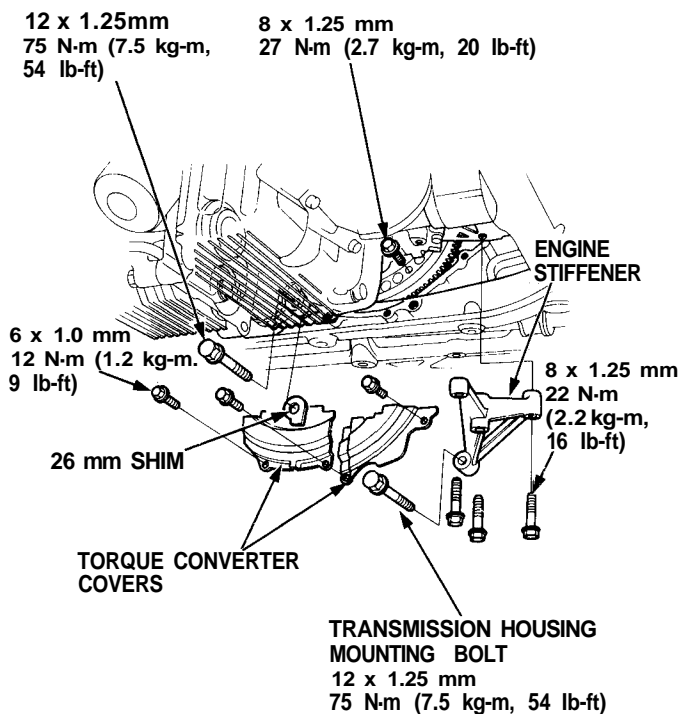 12 x 1.25mm
75 N·m (7.5 kg-m,
54 lb-ft)
8 x 1.25 mm
27 N·m (2.7 kg-m, 20 lb-ft)
ENGINE
STIFFENER
6 x 1.0 mm
12 N·m (1.2 kg-m.
9 lb-ft)
8 x 1.25 mm
22 N·m
(2.2 kg-m,
16 lb-ft)
26 mm SHIM
TORQUE CONVERTER
COVERS
TRANSMISSION HOUSING
MOUNTING BOLT
12 x 1.25 mm
75 N·m (7.5 kg-m, 54 lb-ft)